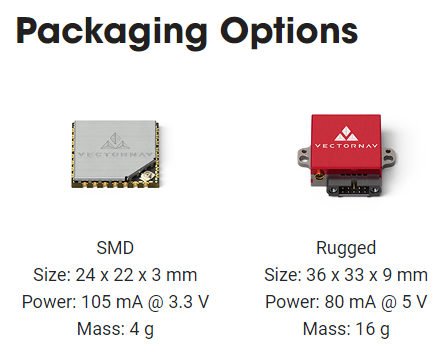 Packaging Options
VECTORNAV
VECTORNAV
SMD
Rugged
Size: 24 x 22 x 3 mm
Size: 36 x 33 x 9 mm
Power: 105 mA @ 3.3 V
Power: 80 mA @ 5 V
Mass: 4 g
Mass: 16 g